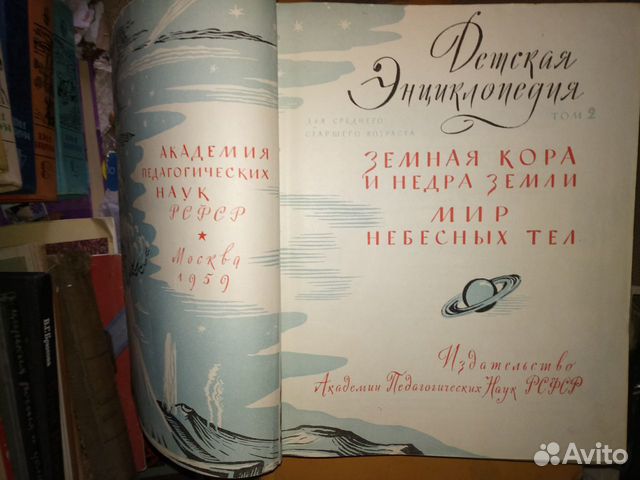 АКАДЕМИЯ
ПЕДАГОГИЧЕСКИХ
НАУК
РСФСР
Москва
1959
Детская
Энциклопедия
ТОМ 2
ДЛЯ СРЕДНЕГО
СТАРШЕГО ВОЗРАСТА
ЗЕМНАЯ КОРА
И НЕДРА ЗЕМЛИ
МИР
НЕБЕСНЫХ ТЕЛ
Издательство
Академии Педагогических Наук РСФСР
Avito